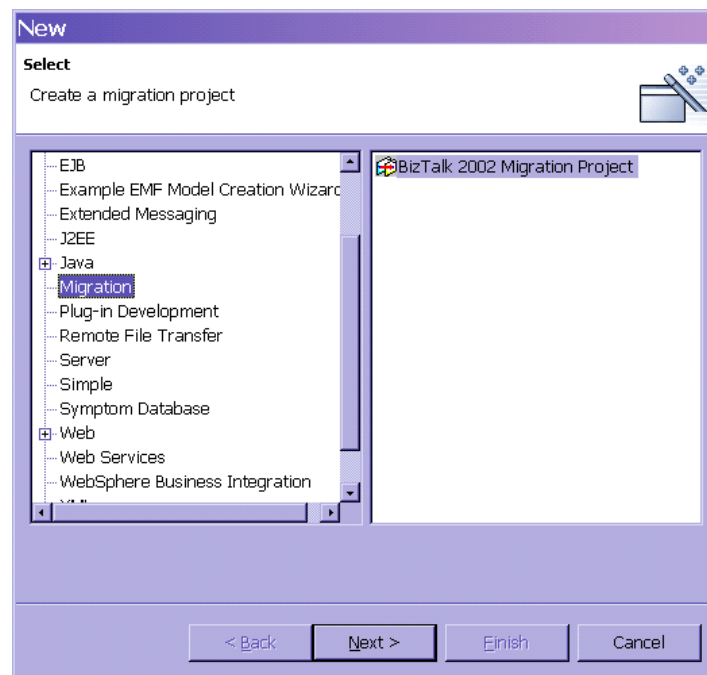 New
Select
Create a migration project
EJB
Example EMF Model Creation Wizard
Extended Messaging
J2EE
Java
Migration
Plug-in Development
Remote File Transfer
Server
Simple
Symptom Database
Web
Web Services
WebSphere Business Integration
BizTalk 2002 Migration Project
< Back
Next >
Finish
Cancel